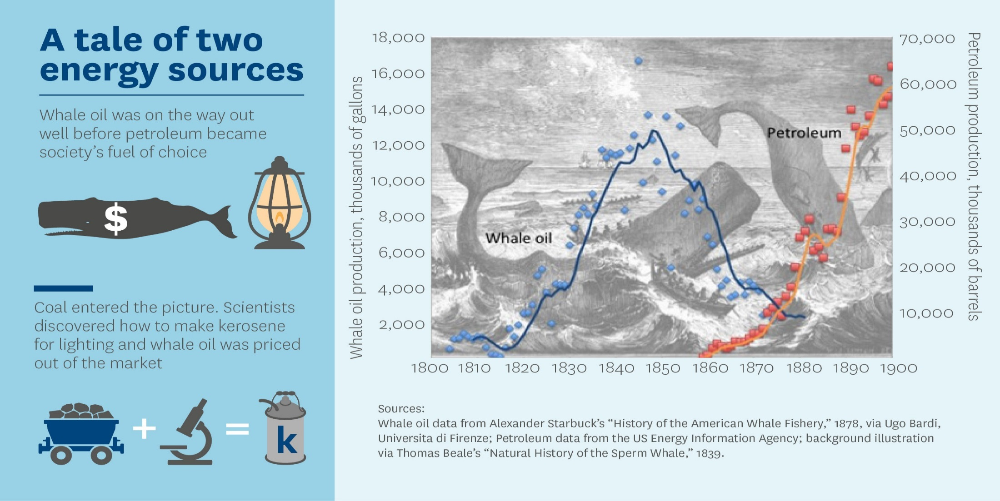 A tale of two
energy sources
Whale oil was on the way out
well before petroleum became
society’s fuel of choice
$
Coal entered the picture. Scientists
discovered how to make kerosene
for lighting and whale oil was priced
out of the market
+
=
k
Whale oil production, thousands of gallons
18,000
16,000
14,000
12,000
10,000
8,000
6,000
4,000
2,000
Whale oil
Petroleum
70,000
60,000
50,000
40,000
30,000
20,000
10,000
Petroleum production, thousands of barrels
1800 1810 1820 1830 1840 1850 1860 1870 1880 1890 1900
Sources:
Whale oil data from Alexander Starbuck’s “History of the American Whale Fishery,” 1878, via Ugo Bardi,
Universita di Firenze; Petroleum data from the US Energy Information Agency; background illustration
via Thomas Beale’s “Natural History of the Sperm Whale,” 1839.